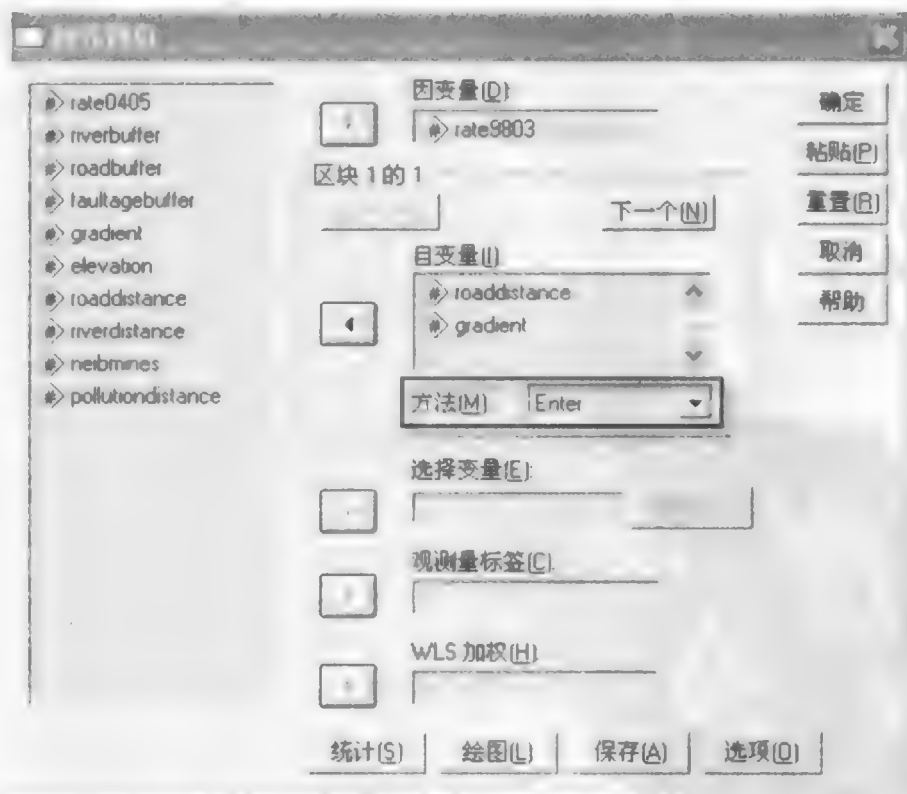 rate0405
riverbuffer
roadbuffer
faultagebuffer
gradient
elevation
roaddistance
riverdistance
neibmines
pollutiondistance
因变量(D):
rate9803
区块 1 的 1
下一个(N)
自变量(I)
roaddistance
gradient
方法(M)
Enter
选择变量(E):
观测量标签(C):
WLS 加权(H)
确定
粘贴(P)
重置(R)
取消
帮助
统计(S)
绘图(L)
保存(A)
选项(O)